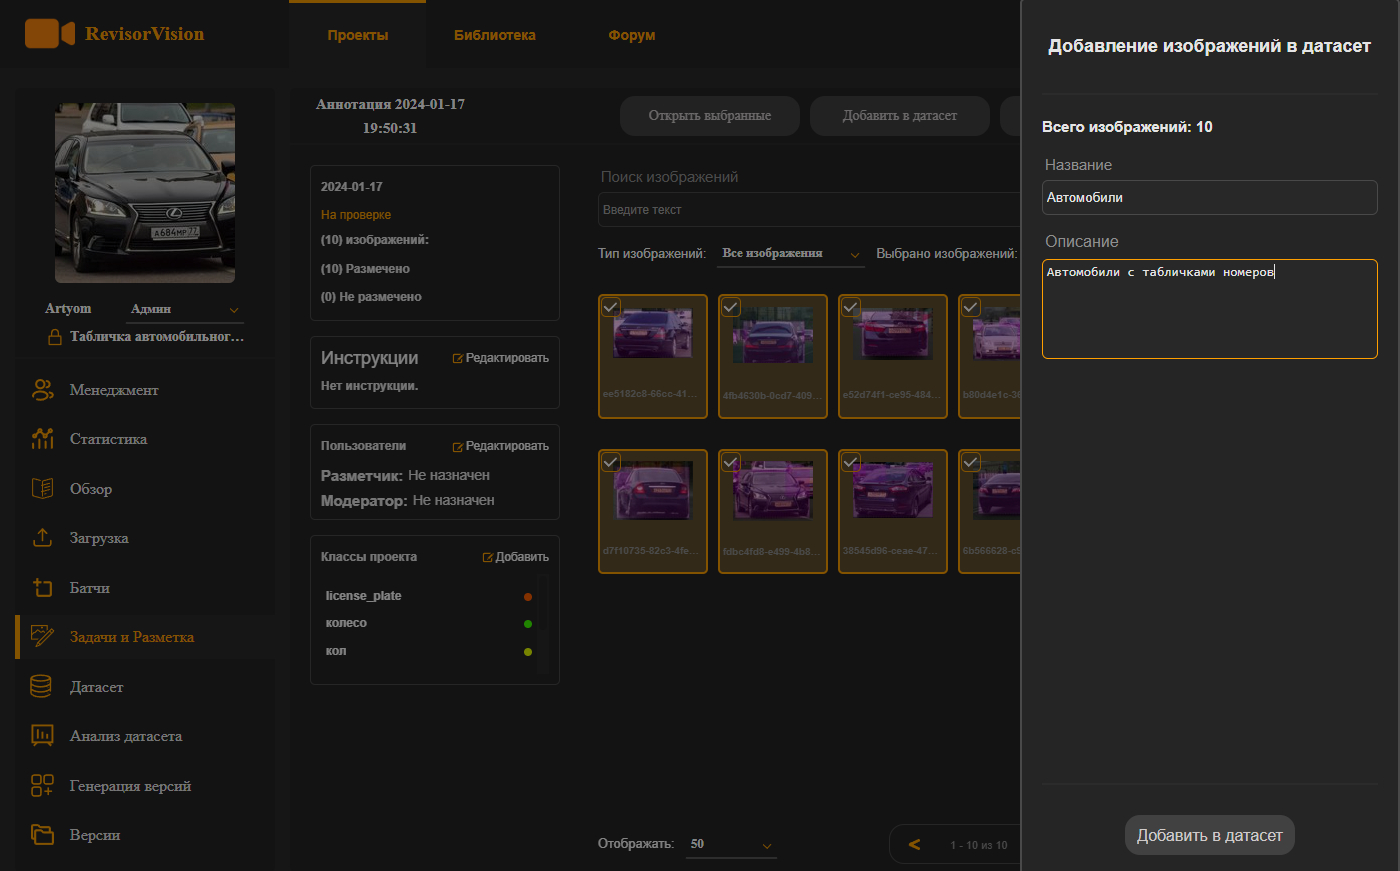 RevisorVision
Проекты
Библиотека
Форум
А684МР 77
Artyom
Админ
Табличка автомобильног...
Менеджмент
Статистика
Обзор
Загрузка
Батчи
Задачи и Разметка
Датасет
Анализ датасета
Генерация версий
Версии
Аннотация 2024-01-17
19:50:31
Открыть выбранные
Добавить в датасет
2024-01-17
На проверке
(10) изображений:
(10) Размечено
(0) Не размечено
Инструкции
Редактировать
Нет инструкции.
Пользователи
Редактировать
Разметчик: Не назначен
Модератор: Не назначен
Классы проекта
Добавить
license_plate
колесо
кол
Поиск изображений
Введите текст
Тип изображений:
Все изображения
Выбрано изображений:
ee5182c8-66cc-41...
4fb4630b-0cd7-409...
e52d74f1-ce95-484...
b80d4e1c-38
d7f10735-82c3-4fe...
fdbc4fd8-e499-4b8...
38545d96-ceae-47...
6b566628-c9
Отображать:
50
<
1 - 10 из 10
Добавление изображений в датасет
Всего изображений: 10
Название
Автомобили
Описание
Автомобили с табличками номеров
Добавить в датасет